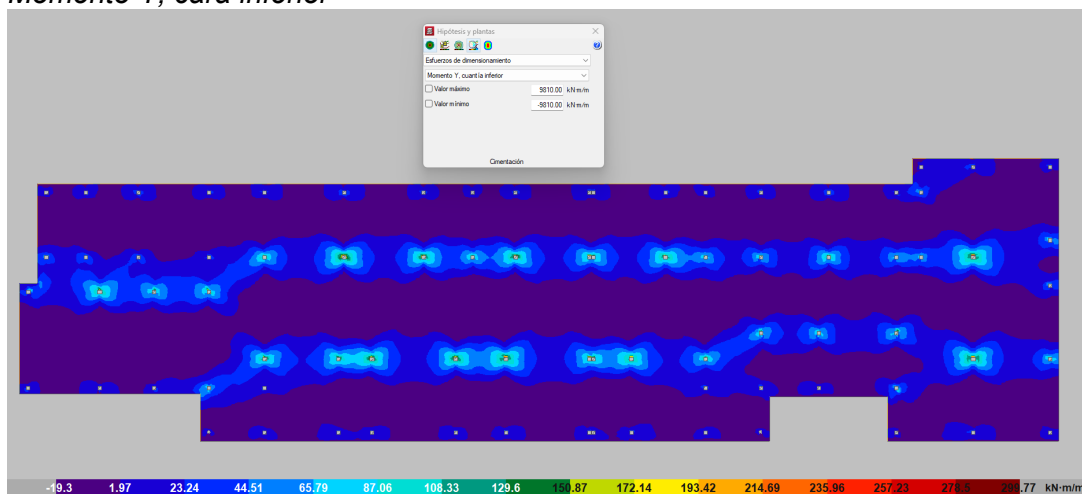 Momento Y, cara inferior
Hipótesis y plantas
Esfuerzos de dimensionamiento
Momento Y, cuantía inferior
Valor máximo 9810.00 kN·m/m
Valor mínimo -9810.00 kN·m/m
Cimentación
-19.3 1.97 23.24 44.51 65.79 87.06 108.33 129.6 150.87 172.14 193.42 214.69 235.96 257.23 278.5 299.77 kN·m/m